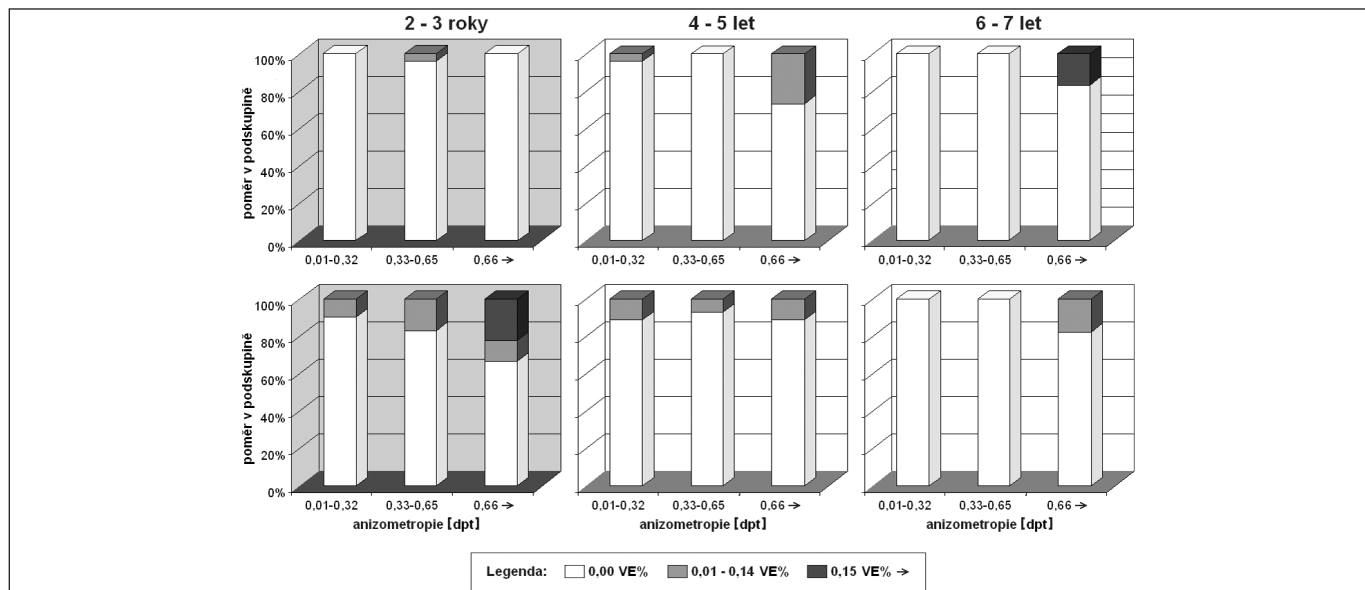 2 - 3 roky
4 - 5 let
6 - 7 let
poměr v podskupině
100%
80%
60%
40%
20%
0%
0,01-0,32 0,33-0,65 0,66 →
0,01-0,32 0,33-0,65 0,66 →
0,01-0,32 0,33-0,65 0,66 →
poměr v podskupině
100%
80%
60%
40%
20%
0%
0,01-0,32 0,33-0,65 0,66 →
0,01-0,32 0,33-0,65 0,66 →
0,01-0,32 0,33-0,65 0,66 →
anizometropie [dpt]
anizometropie [dpt]
anizometropie [dpt]
Legenda: 0,00 VE% 0,01 - 0,14 VE% 0,15 VE% →